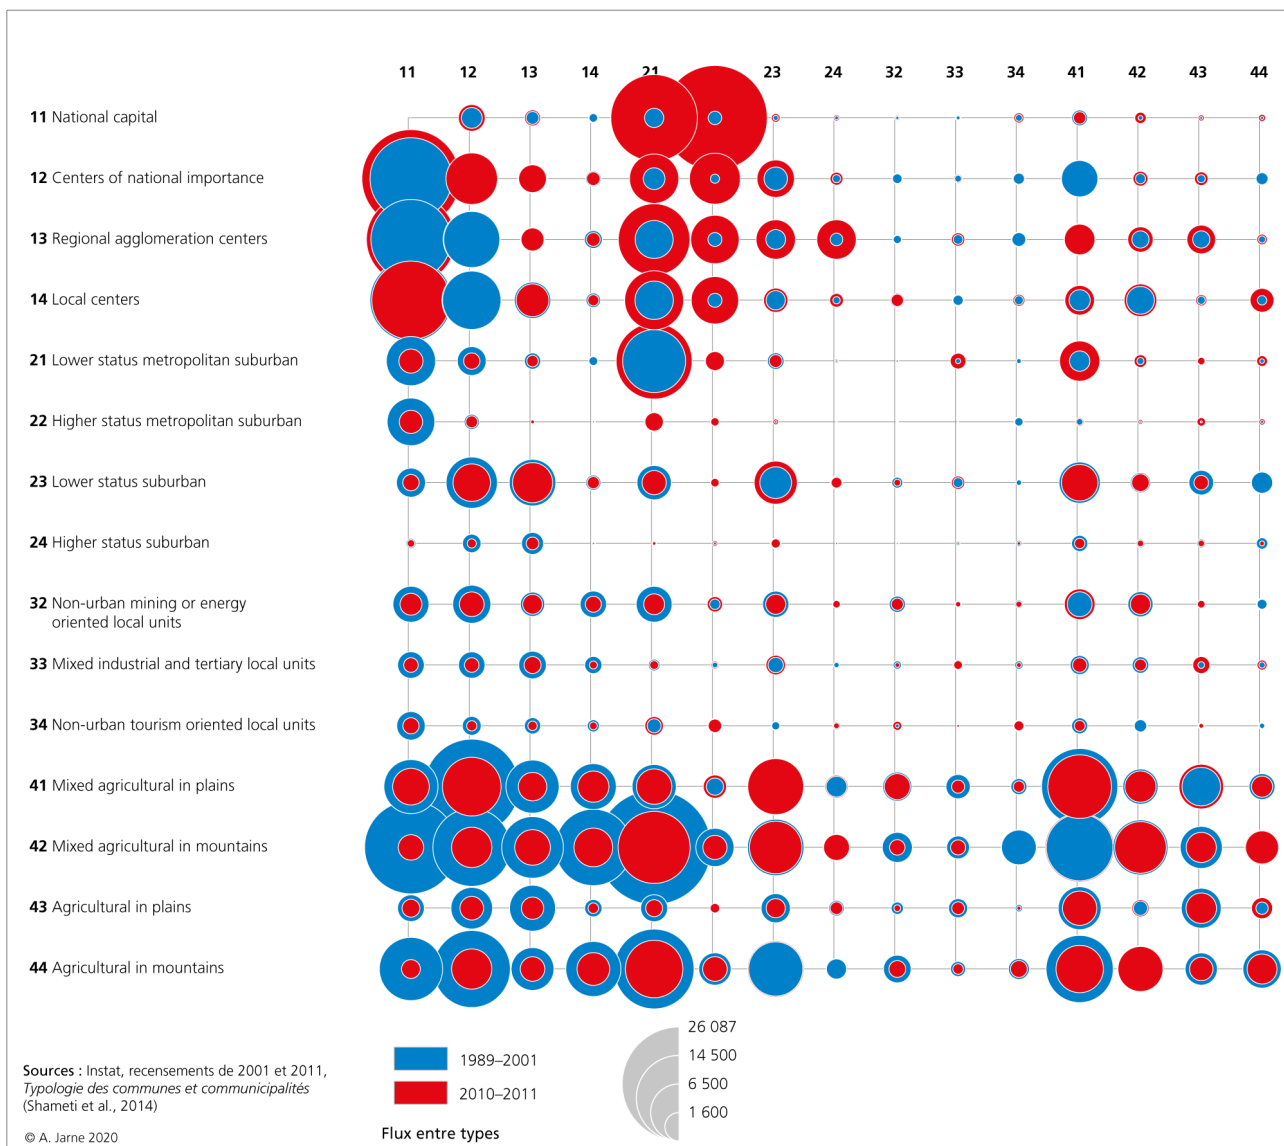 11 12 13 14 21 23 24 32 33 34 41 42 43 44
11 National capital
12 Centers of national importance
13 Regional agglomeration centers
14 Local centers
21 Lower status metropolitan suburban
22 Higher status metropolitan suburban
23 Lower status suburban
24 Higher status suburban
32 Non-urban mining or energy
oriented local units
33 Mixed industrial and tertiary local units
34 Non-urban tourism oriented local units
41 Mixed agricultural in plains
42 Mixed agricultural in mountains
43 Agricultural in plains
44 Agricultural in mountains
Sources : Instat, recensements de 2001 et 2011,
Typologie des communes et communicipalités
(Shameti et al., 2014)
© A. Jarne 2020
1989–2001
2010–2011
Flux entre types
26 087
14 500
6 500
1 600